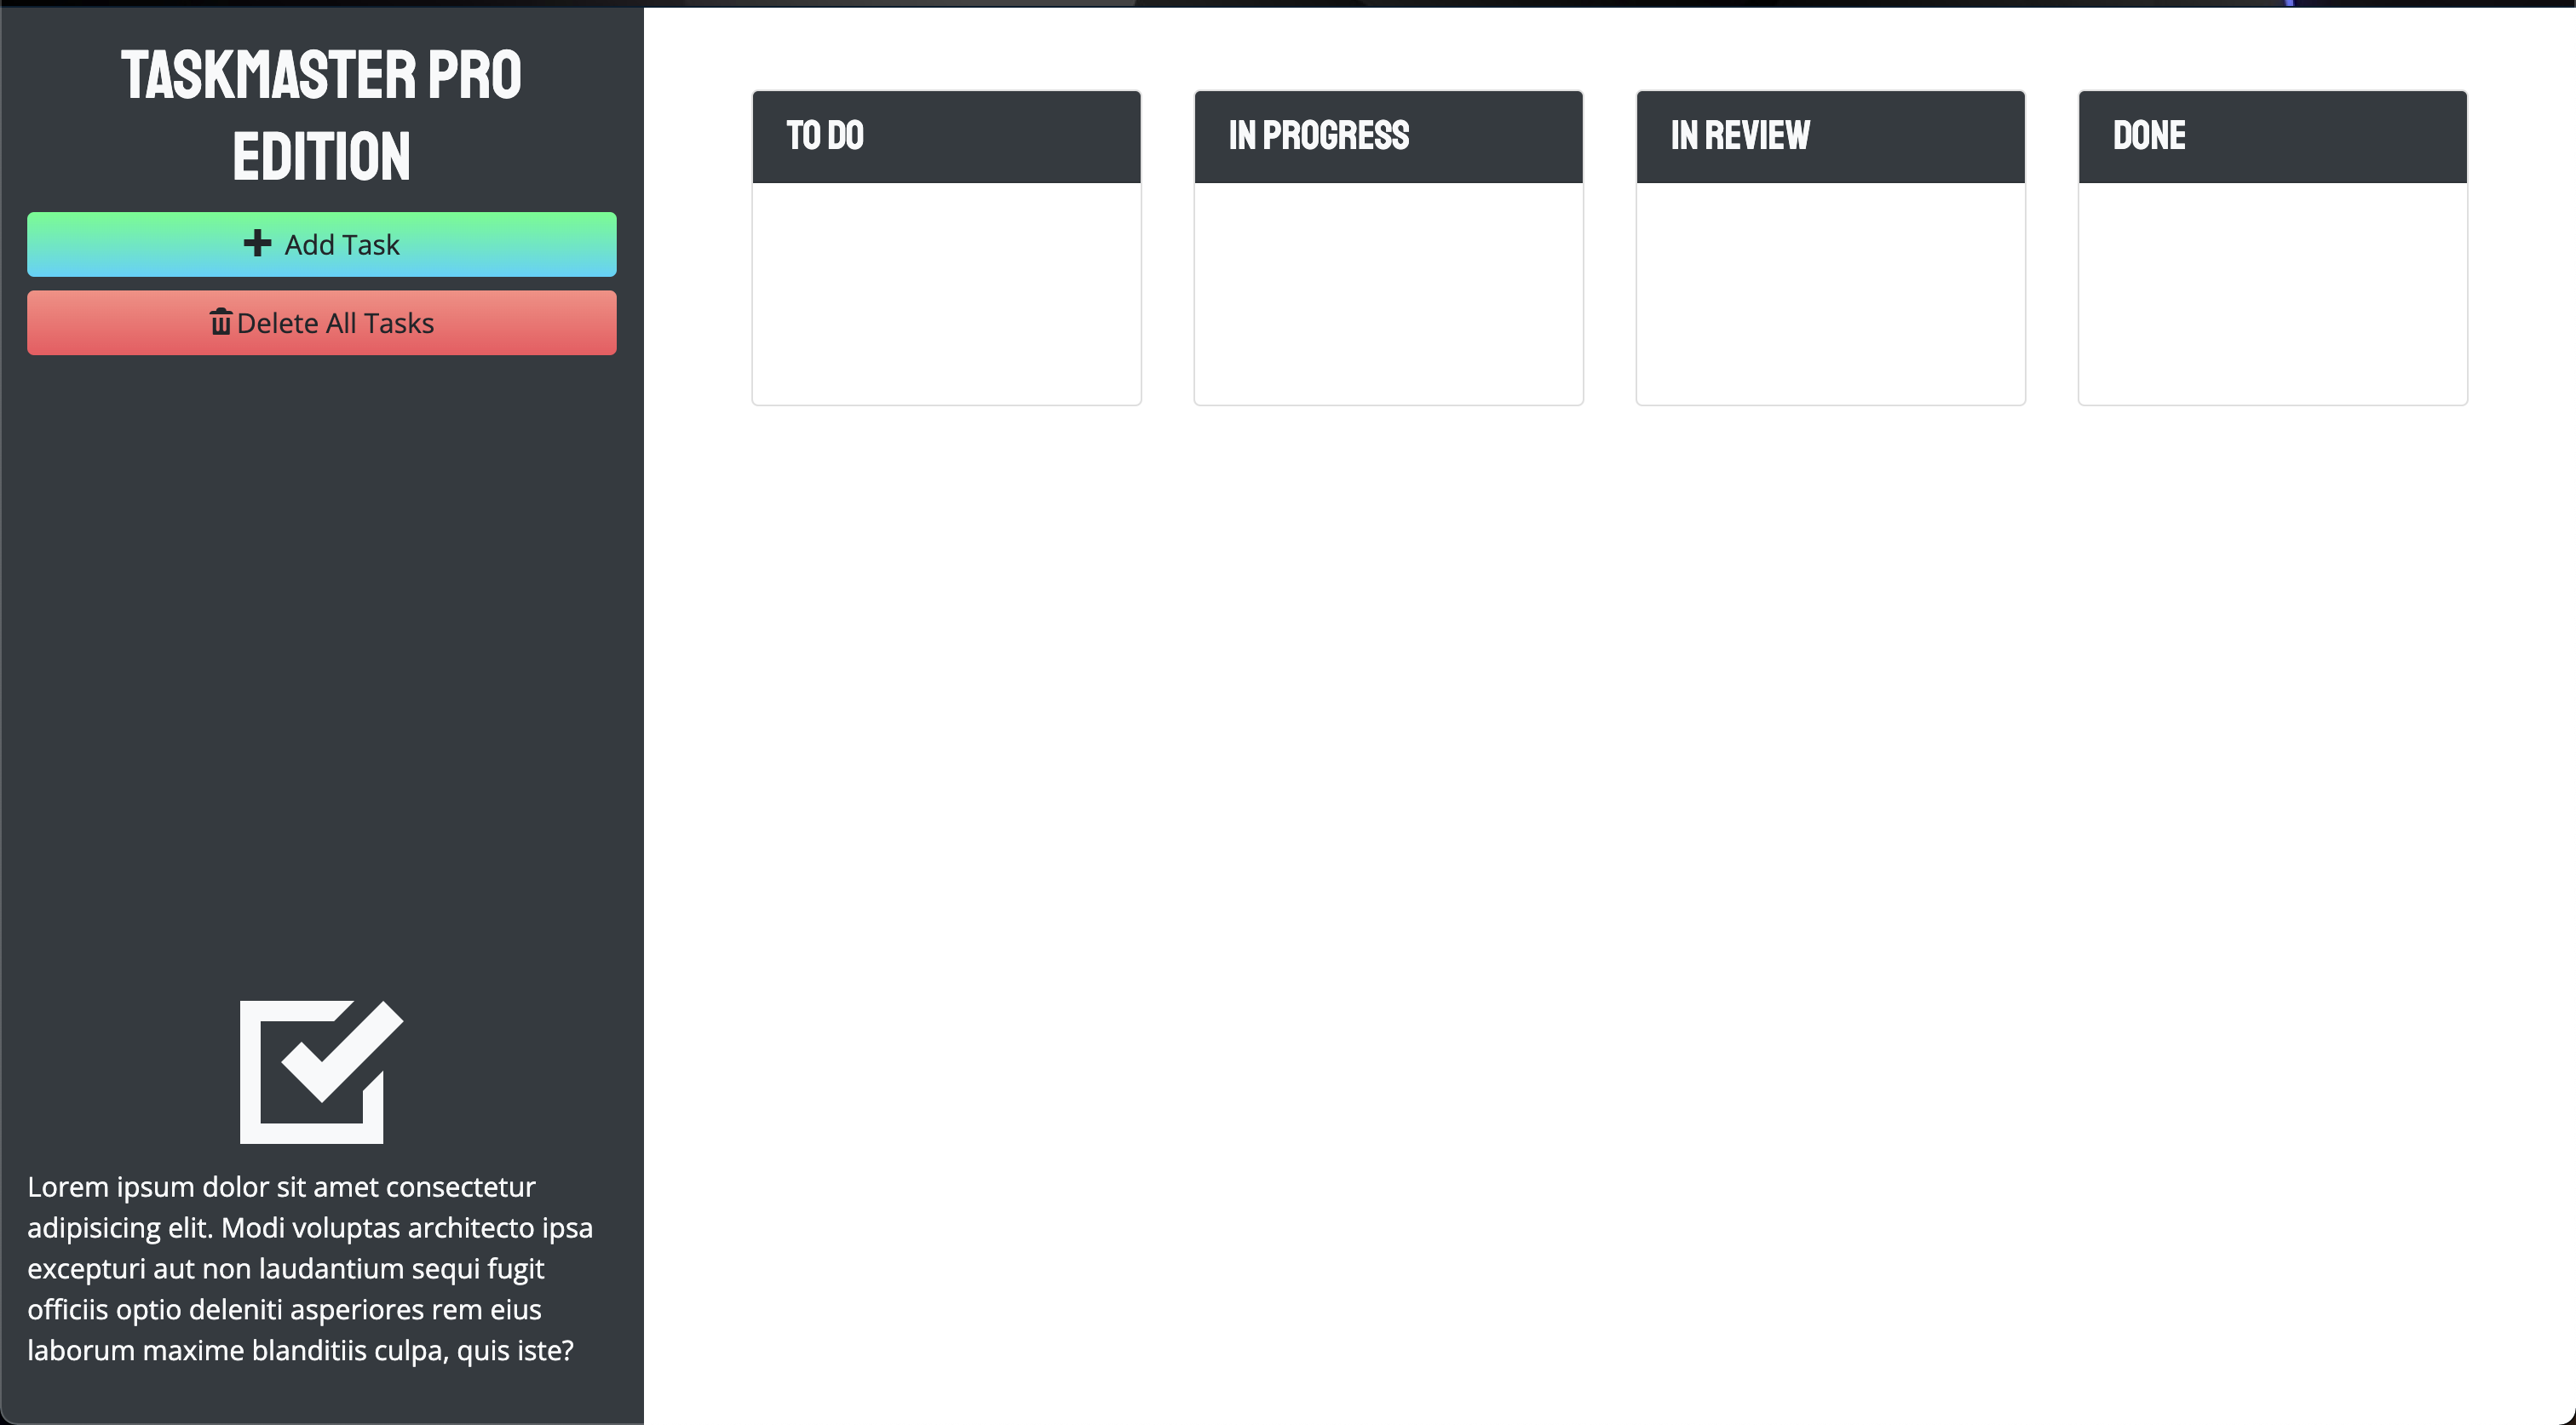 TASKMASTER PRO
EDITION
Add Task
Delete All Tasks
Lorem ipsum dolor sit amet consectetur
adipisicing elit. Modi voluptas architecto ipsa
excepturi aut non laudantium sequi fugit
officiis optio deleniti asperiores rem eius
laborum maxime blanditiis culpa, quis iste?
TO DO
IN PROGRESS
IN REVIEW
DONE